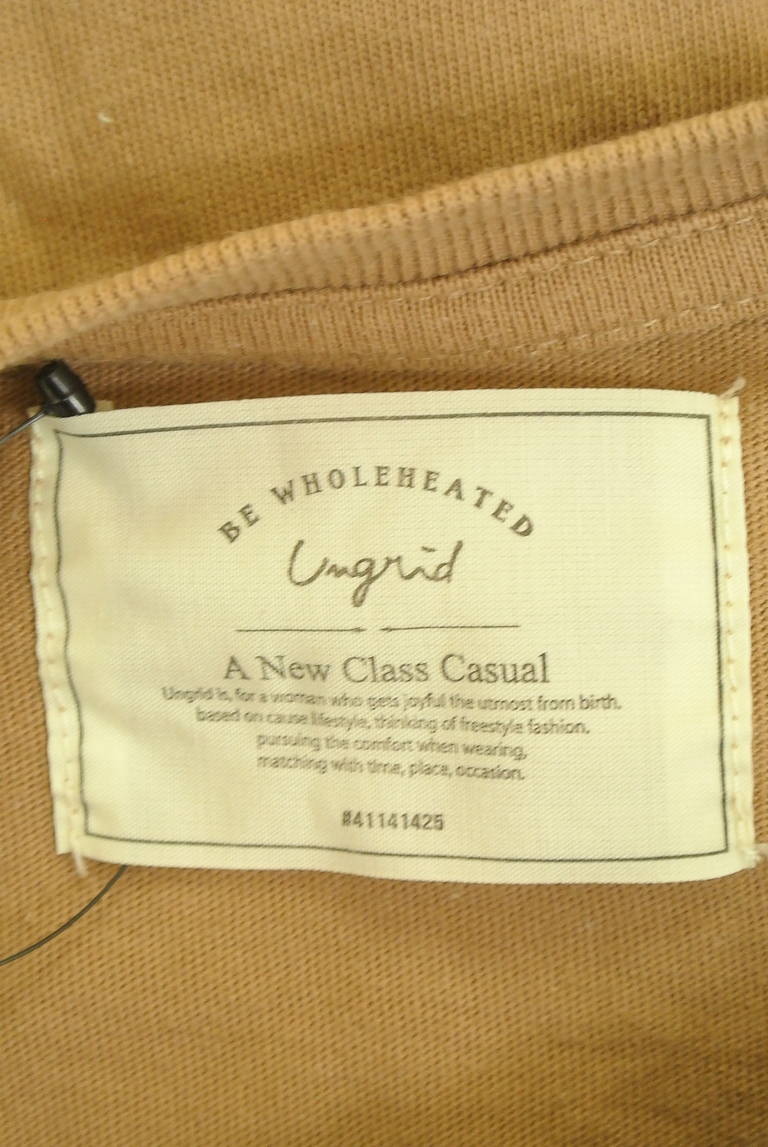 BE WHOLEHEATED
Ungrid
A New Class Casual
Ungrid is, for a woman who gets joyful the utmost from birth.
based on cause lifestyle, thinking of freestyle fashion.
pursuing the comfort when wearing,
matching with time, place, occasion.
#41141425